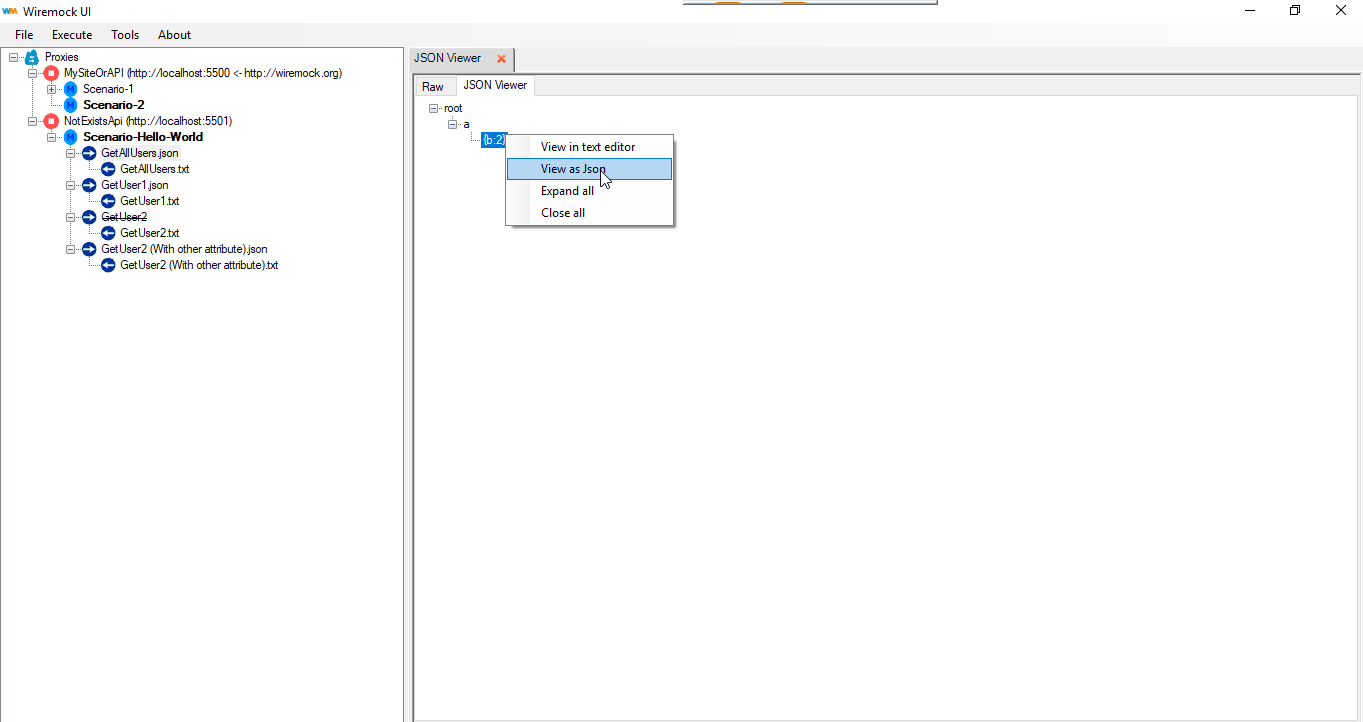 WM Wiremock UI
File Execute Tools About
Proxies
MySiteOrAPI (http://localhost:5500 <- http://wiremock.org)
M Scenario-1
M Scenario-2
NotExistsApi (http://localhost:5501)
M Scenario-Hello-World
GetAllUsers.json
GetAllUsers.txt
GetUser1.json
GetUser1.txt
GetUser2
GetUser2.txt
GetUser2 (With other attribute).json
GetUser2 (With other attribute).txt
JSON Viewer
Raw JSON Viewer
root
a
{b:2}
View in text editor
View as Json
Expand all
Close all